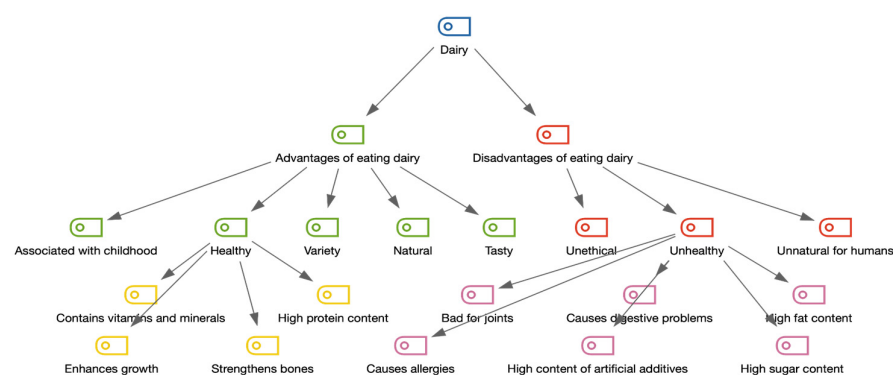 Dairy
Advantages of eating dairy
Disadvantages of eating dairy
Associated with childhood
Healthy
Variety
Natural
Tasty
Unethical
Unhealthy
Unnatural for humans
Contains vitamins and minerals
High protein content
Bad for joints
Causes digestive problems
High fat content
Enhances growth
Strengthens bones
Causes allergies
High content of artificial additives
High sugar content